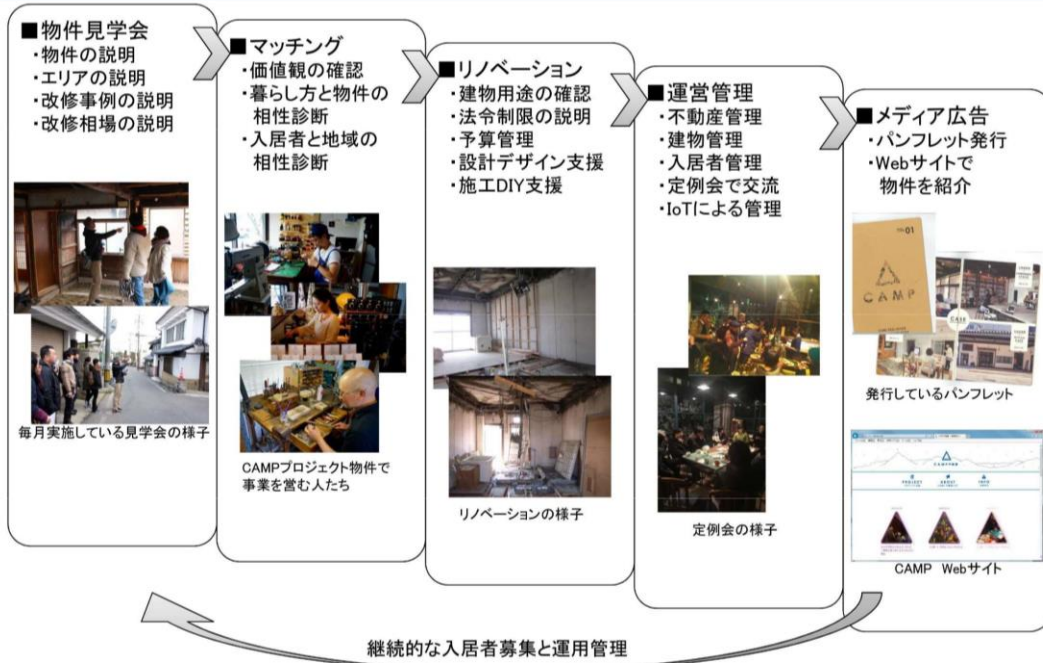 ■物件見学会
・物件の説明
・エリアの説明
・改修事例の説明
・改修相場の説明
毎月実施している見学会の様子
■マッチング
・価値観の確認
・暮らし方と物件の
相性診断
・入居者と地域の
相性診断
CAMPプロジェクト物件で
事業を営む人たち
■リノベーション
・建物用途の確認
・法令制限の説明
・予算管理
・設計デザイン支援
・施工DIY支援
リノベーションの様子
■運営管理
・不動産管理
・建物管理
・入居者管理
・定例会で交流
・IoTによる管理
定例会の様子
■メディア広告
・パンフレット発行
・Webサイトで
物件を紹介
01
CAMP
発行しているパンフレット
PROJECT
ABOUT
INFO
CAMP Webサイト
継続的な入居者募集と運用管理